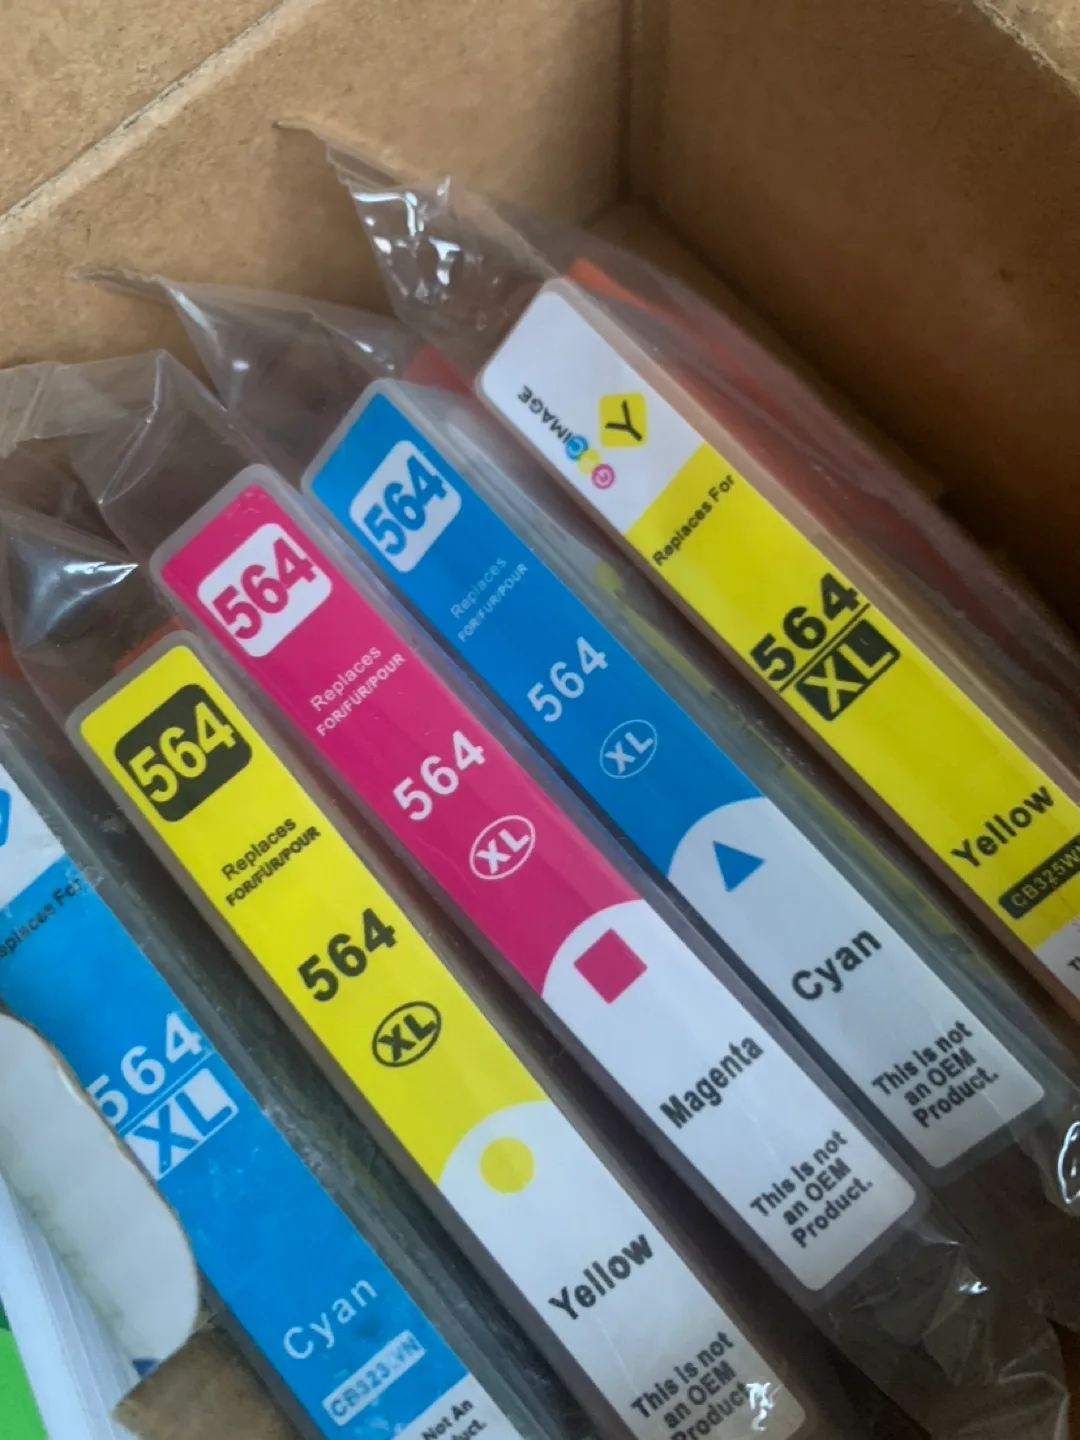 564
XL
Cyan
564
Replaces
FOR/FÜR/POUR
564
XL
Yellow
This is not
an OEM
Product.
564
Replaces
FOR/FÜR/POUR
564
XL
Magenta
This is not
an OEM
Product.
564
Replaces
FOR/FÜR/POUR
564
XL
Cyan
This is not
an OEM
Product.
Y
IMAGE
Replaces For
564
XL
Yellow